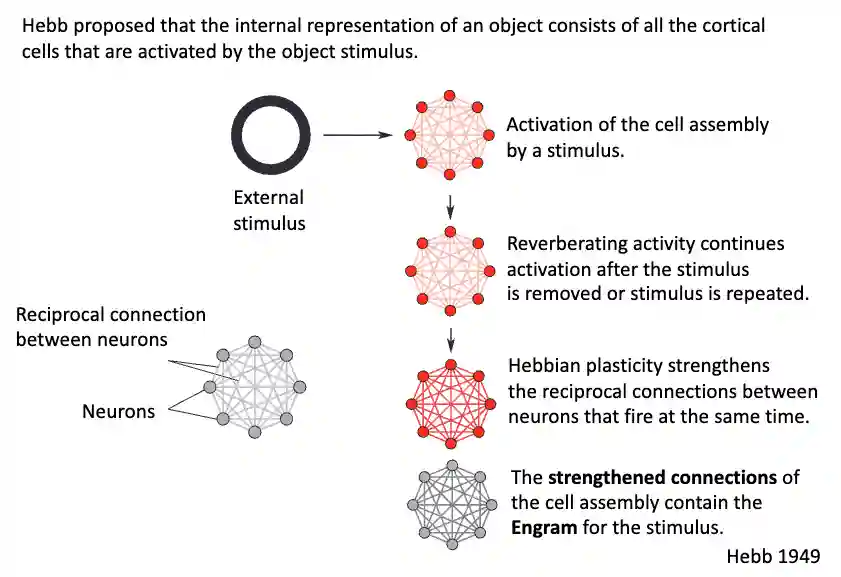 Hebb proposed that the internal representation of an object consists of all the cortical
cells that are activated by the object stimulus.
External
stimulus
Activation of the cell assembly
by a stimulus.
Reverberating activity continues
activation after the stimulus
is removed or stimulus is repeated.
Reciprocal connection
between neurons
Neurons
Hebbian plasticity strengthens
the reciprocal connections between
neurons that fire at the same time.
The strengthened connections of
the cell assembly contain the
Engram for the stimulus.
Hebb 1949